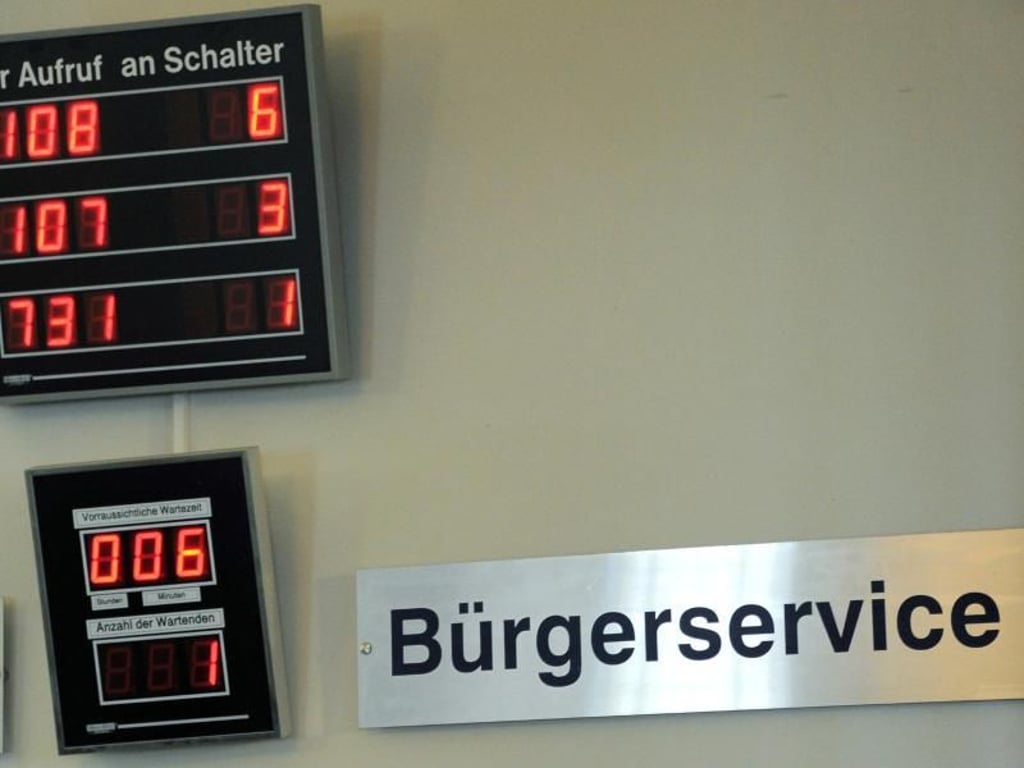 r Aufruf an Schalter
108 6
107 3
731 1
Vorraussichtliche Wartezeit
006
Stunden Minuten
Anzahl der Wartenden
1
Bürgerservice